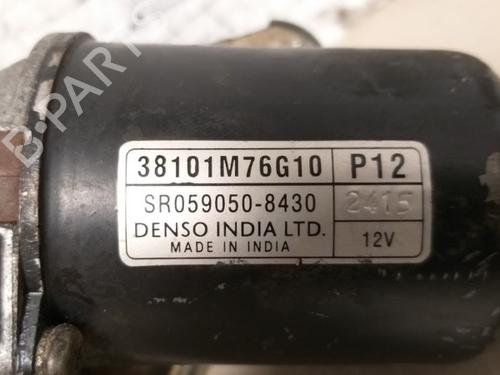 B-PARTS
38101M76G10 P12
SR059050-8430 2415
DENSO INDIA LTD.
MADE IN INDIA 12V